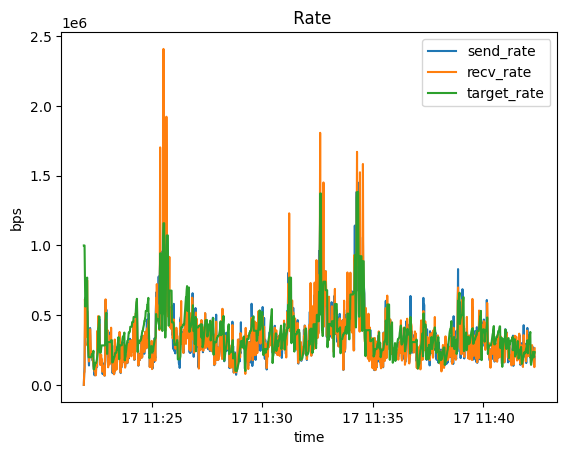 Rate
1e6
send_rate
recv_rate
target_rate
2.5
2.0
1.5
1.0
0.5
0.0
bps
17 11:25
17 11:30
17 11:35
17 11:40
time